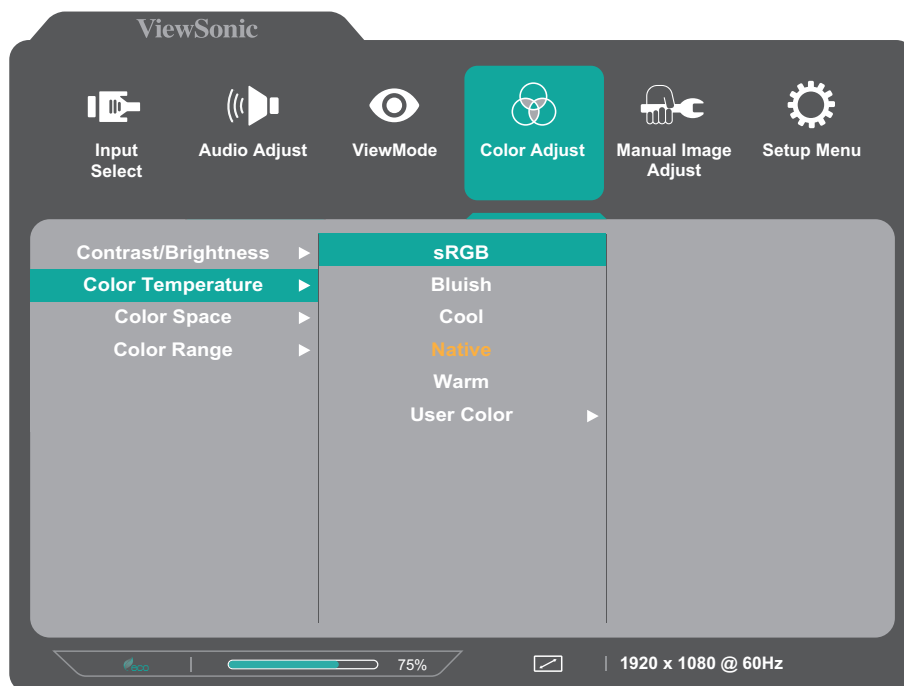 ViewSonic
Input
Select
Audio Adjust
ViewMode
Color Adjust
Manual Image
Adjust
Setup Menu
Contrast/Brightness
Color Temperature
Color Space
Color Range
sRGB
Bluish
Cool
Native
Warm
User Color
eco
75%
1920 x 1080 @ 60Hz